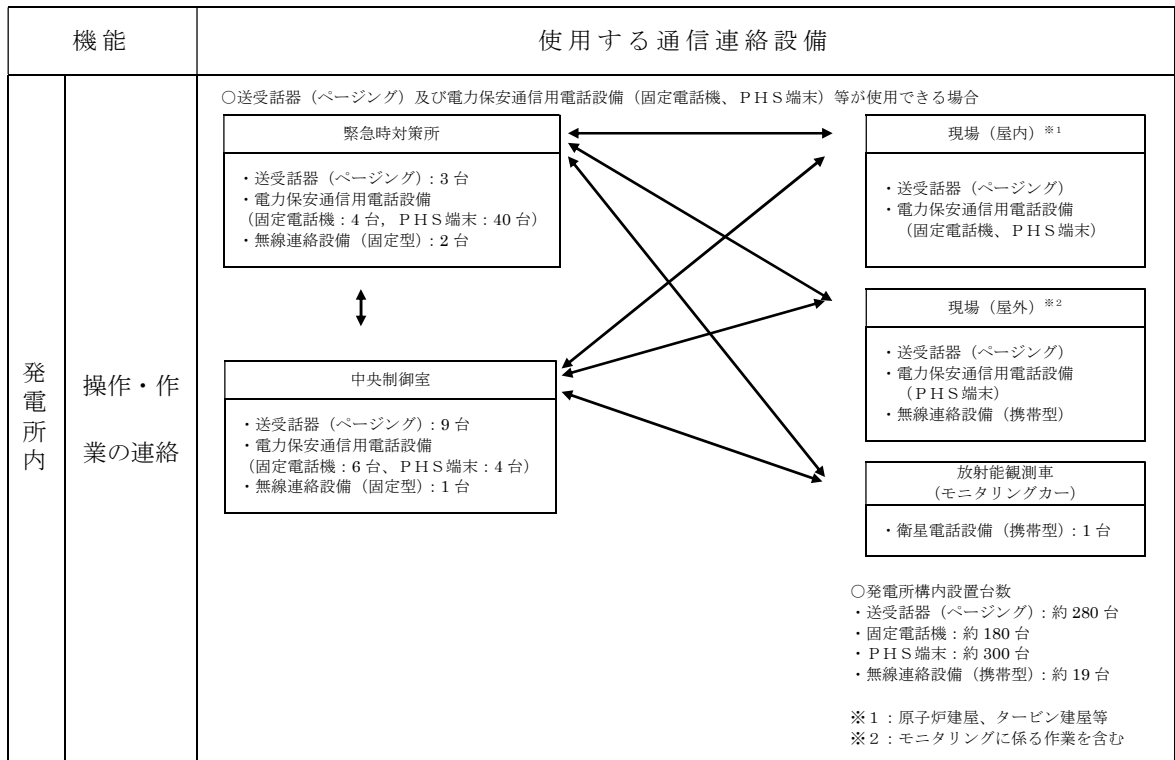 機能
使用する通信連絡設備
発電所内
操作・作
業の連絡
○送受話器（ページング）及び電力保安通信用電話設備（固定電話機、ＰＨＳ端末）等が使用できる場合
緊急時対策所
・送受話器（ページング）：3 台
・電力保安通信用電話設備
（固定電話機：4 台，ＰＨＳ端末：40 台）
・無線連絡設備（固定型）：2 台
中央制御室
・送受話器（ページング）：9 台
・電力保安通信用電話設備
（固定電話機：6 台、ＰＨＳ端末：4 台）
・無線連絡設備（固定型）：1 台
現場（屋内）※1
・送受話器（ページング）
・電力保安通信用電話設備
（固定電話機、ＰＨＳ端末）
現場（屋外）※2
・送受話器（ページング）
・電力保安通信用電話設備
（ＰＨＳ端末）
・無線連絡設備（携帯型）
放射能観測車
（モニタリングカー）
・衛星電話設備（携帯型）：1 台
○発電所構内設置台数
・送受話器（ページング）：約 280 台
・固定電話機：約 180 台
・ＰＨＳ端末：約 300 台
・無線連絡設備（携帯型）：約 19 台
※１：原子炉建屋、タービン建屋等
※２：モニタリングに係る作業を含む